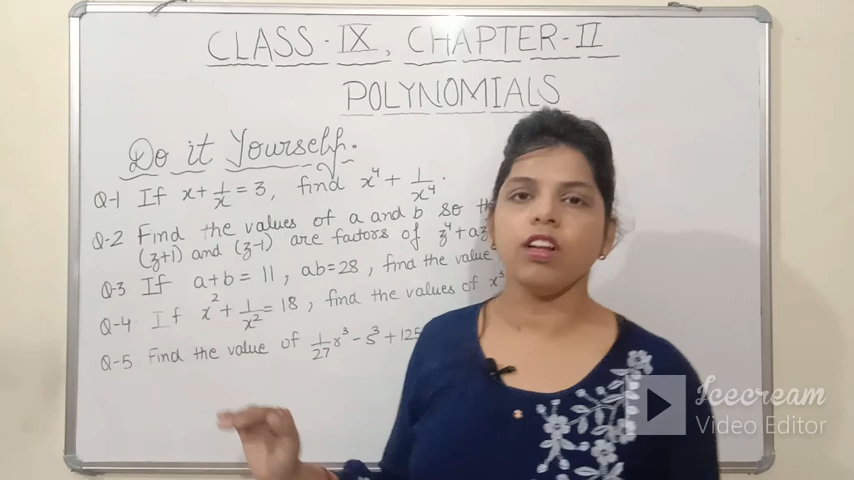 CLASS-IX, CHAPTER-II
POLYNOMIALS
Do it Yourself.
Q-1 If x + 1/x = 3, find x⁴ + 1/x⁴.
Q-2 Find the values of a and b so
(z+1) and (z-1) are factors of z⁴ + az
Q-3 If a+b = 11, ab=28, find the value
Q-4 If x² + 1/x² = 18, find the values of x³
Q-5 Find the value of 1/27 r³ - s³ + 125
Icecream
Video Editor